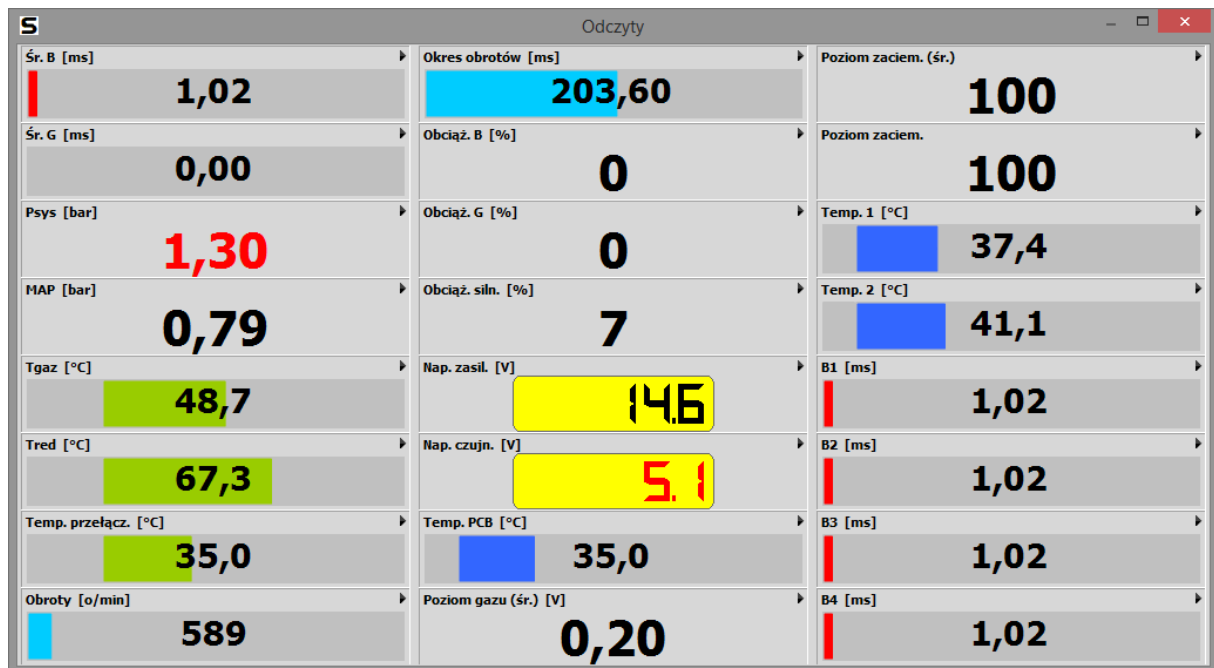 S
Odczyty
Śr. B [ms]
1,02
Okres obrotów [ms]
203,60
Poziom zaciem. (śr.)
100
Śr. G [ms]
0,00
Obciąż. B [%]
0
Poziom zaciem.
100
Psys [bar]
1,30
Obciąż. G [%]
0
Temp. 1 [°C]
37,4
MAP [bar]
0,79
Obciąż. siln. [%]
7
Temp. 2 [°C]
41,1
Tgaz [°C]
48,7
Nap. zasil. [V]
14.6
B1 [ms]
1,02
Tred [°C]
67,3
Nap. czujn. [V]
5.1
B2 [ms]
1,02
Temp. przełącz. [°C]
35,0
Temp. PCB [°C]
35,0
B3 [ms]
1,02
Obroty [o/min]
589
Poziom gazu (śr.) [V]
0,20
B4 [ms]
1,02